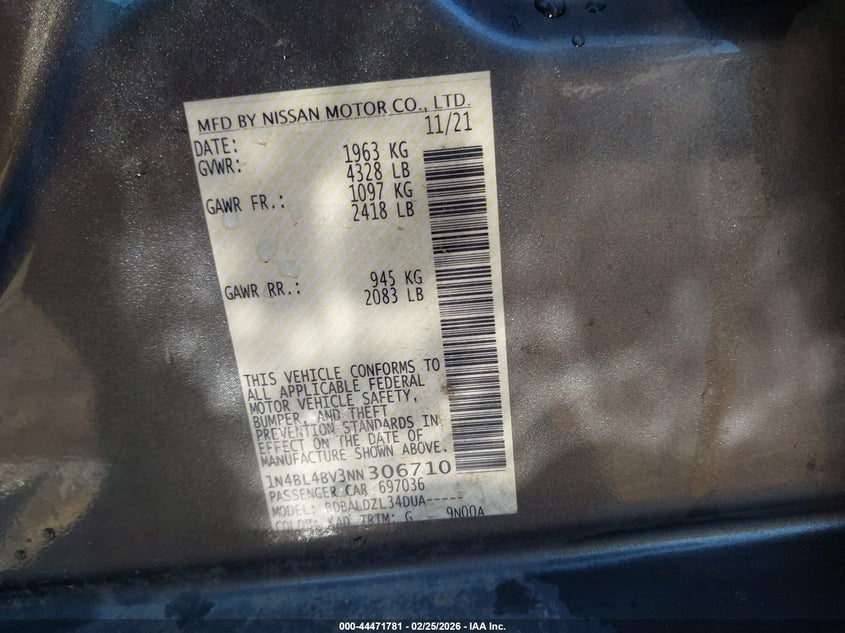 MFD BY NISSAN MOTOR CO., LTD.
DATE: 11/21
GVWR: 1963 KG
4328 LB
GAWR FR.: 1097 KG
2418 LB
GAWR RR.: 945 KG
2083 LB
THIS VEHICLE CONFORMS TO
ALL APPLICABLE FEDERAL
MOTOR VEHICLE SAFETY,
BUMPER, AND THEFT
PREVENTION STANDARDS IN
EFFECT ON THE DATE OF
MANUFACTURE SHOWN ABOVE.
1N4BL4BV3NN306710
PASSENGER CAR 697036
MODEL: BDBALDZL34DUA-----
COLOR: KAD TRIM: G - 9N00A
000-44471781 - 02/25/2026 - IAA Inc.